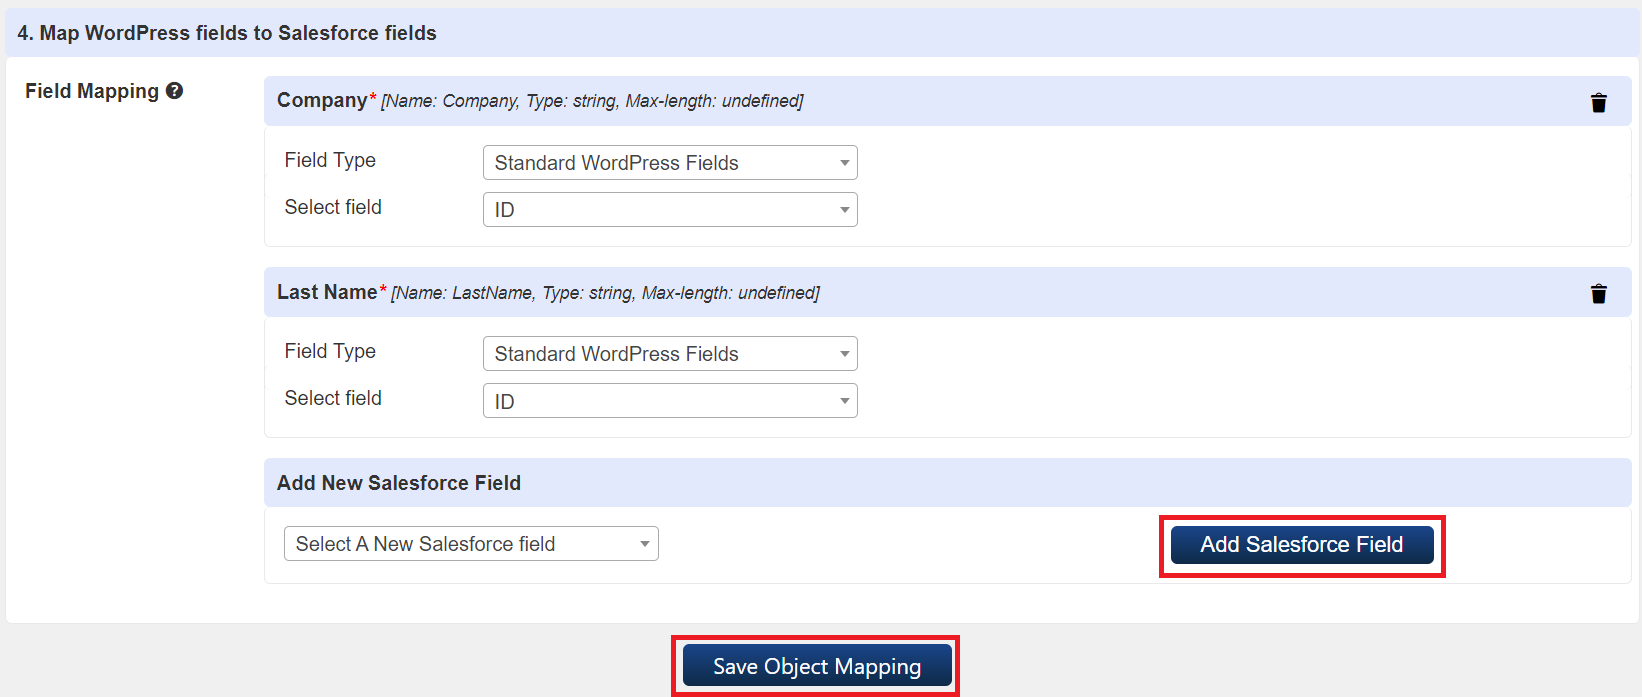 4. Map WordPress fields to Salesforce fields
Field Mapping ?
Company* [Name: Company, Type: string, Max-length: undefined]
Field Type Standard WordPress Fields
Select field ID
Last Name* [Name: LastName, Type: string, Max-length: undefined]
Field Type Standard WordPress Fields
Select field ID
Add New Salesforce Field
Select A New Salesforce field Add Salesforce Field
Save Object Mapping